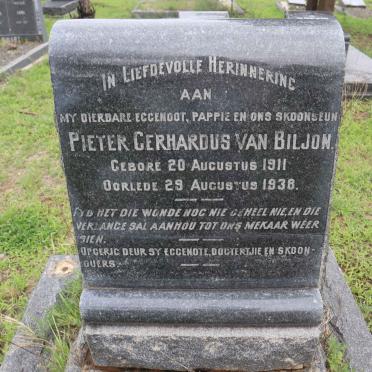 IN LIEFDEVOLLE HERINNERING
AAN
MY DIERBARE EGGENOOT, PAPPIE EN ONS SKOONSEUN
PIETER GERHARDUS VAN BILJON.
GEBORE 20 AUGUSTUS 1911
OORLEDE 29 AUGUSTUS 1938.
TYD HET DIE WONDE NOG NIE GEHEEL NIE, EN DIE
VERLANGE SAL AANHOU TOT ONS MEKAAR WEER
SIEN.
OPGERIG DEUR SY EGGENOTE, DOGTERTJIE EN SKOON-
OUERS.